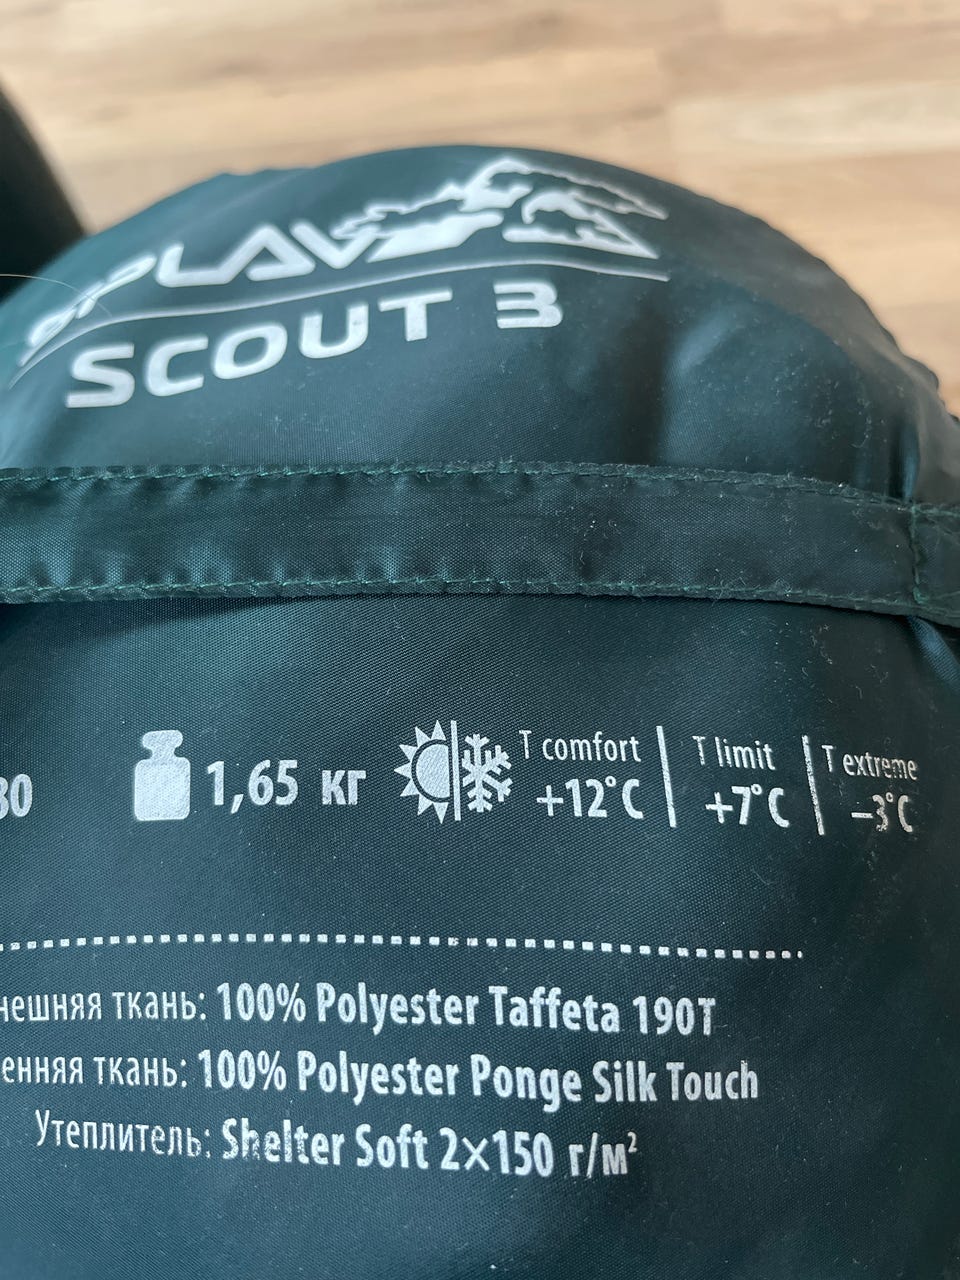 SPLAV
SCOUT 3
80 1,65 кг T comfort +12°C | T limit +7°C | T extreme −3°C
нешняя ткань: 100% Polyester Taffeta 190T
енняя ткань: 100% Polyester Ponge Silk Touch
Утеплитель: Shelter Soft 2×150 г/м²